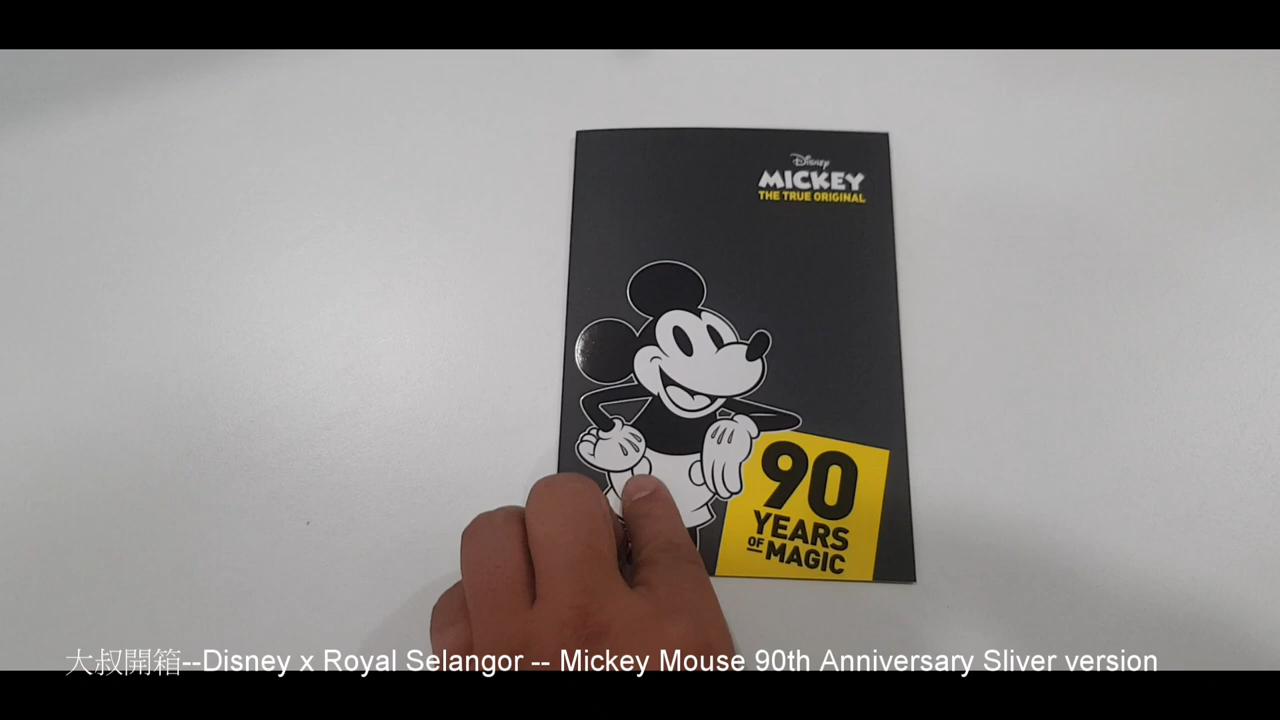 Disney
MICKEY
THE TRUE ORIGINAL
90
YEARS
OF MAGIC
大叔開箱--Disney x Royal Selangor -- Mickey Mouse 90th Anniversary Sliver version